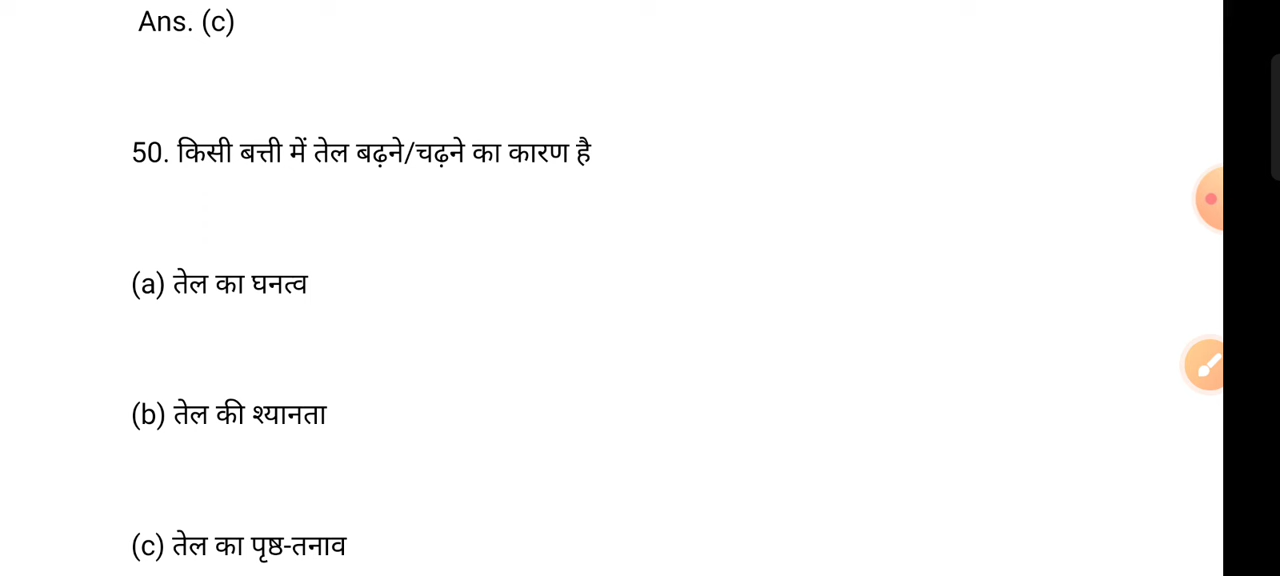 Ans. (c)
50. किसी बत्ती में तेल बढ़ने/चढ़ने का कारण है
(a) तेल का घनत्व
(b) तेल की श्यानता
(c) तेल का पृष्ठ-तनाव